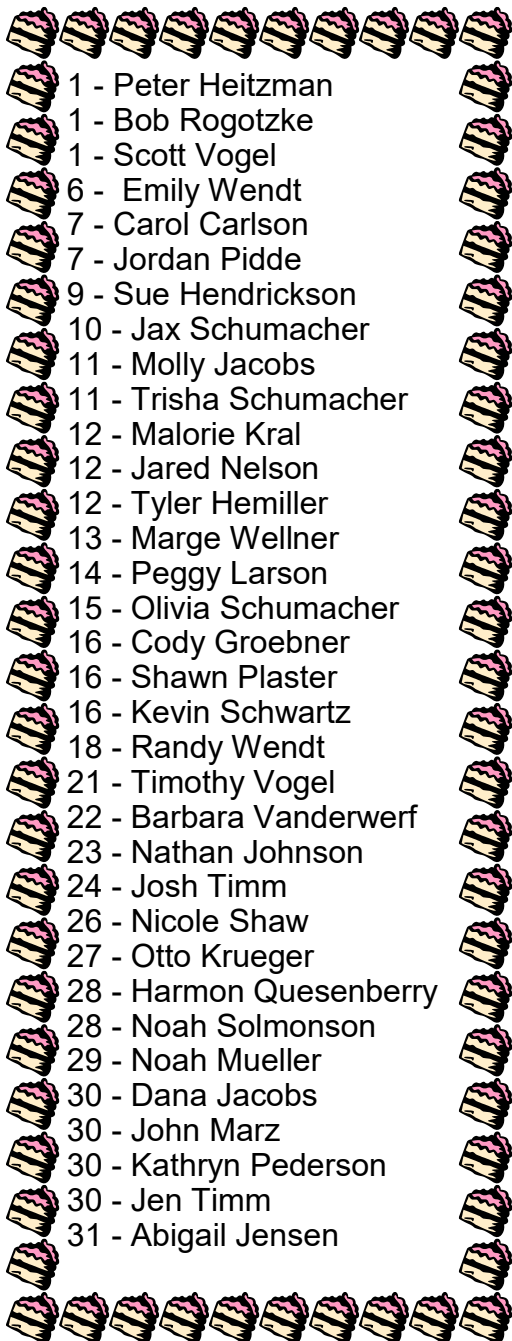 1 - Peter Heitzman
1 - Bob Rogotzke
1 - Scott Vogel
6 -  Emily Wendt
7 - Carol Carlson
7 - Jordan Pidde
9 - Sue Hendrickson
10 - Jax Schumacher
11 - Molly Jacobs
11 - Trisha Schumacher
12 - Malorie Kral
12 - Jared Nelson
12 - Tyler Hemiller
13 - Marge Wellner
14 - Peggy Larson
15 - Olivia Schumacher
16 - Cody Groebner
16 - Shawn Plaster
16 - Kevin Schwartz
18 - Randy Wendt
21 - Timothy Vogel
22 - Barbara Vanderwerf
23 - Nathan Johnson
24 - Josh Timm
26 - Nicole Shaw
27 - Otto Krueger
28 - Harmon Quesenberry
28 - Noah Solmonson
29 - Noah Mueller
30 - Dana Jacobs
30 - John Marz
30 - Kathryn Pederson
30 - Jen Timm
31 - Abigail Jensen